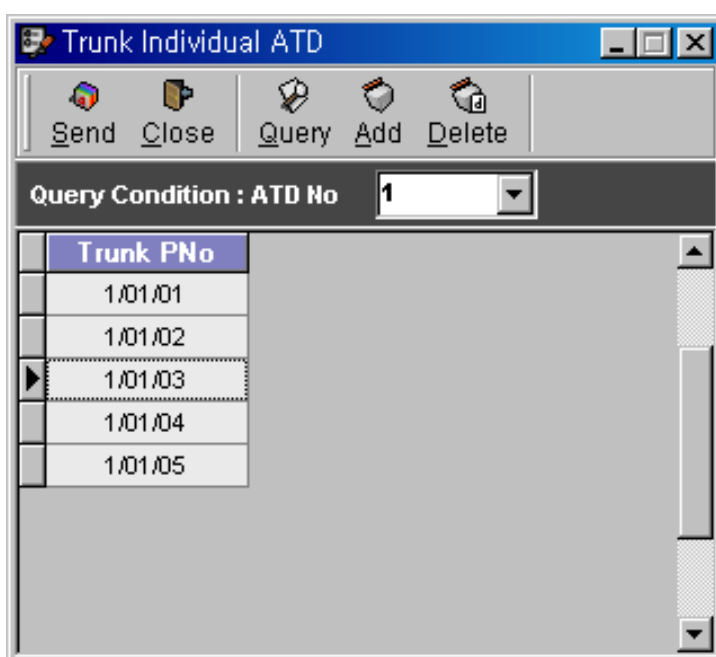 Trunk Individual ATD
Send Close Query Add Delete
Query Condition : ATD No 1
Trunk PNo
1/01/01
1/01/02
1/01/03
1/01/04
1/01/05